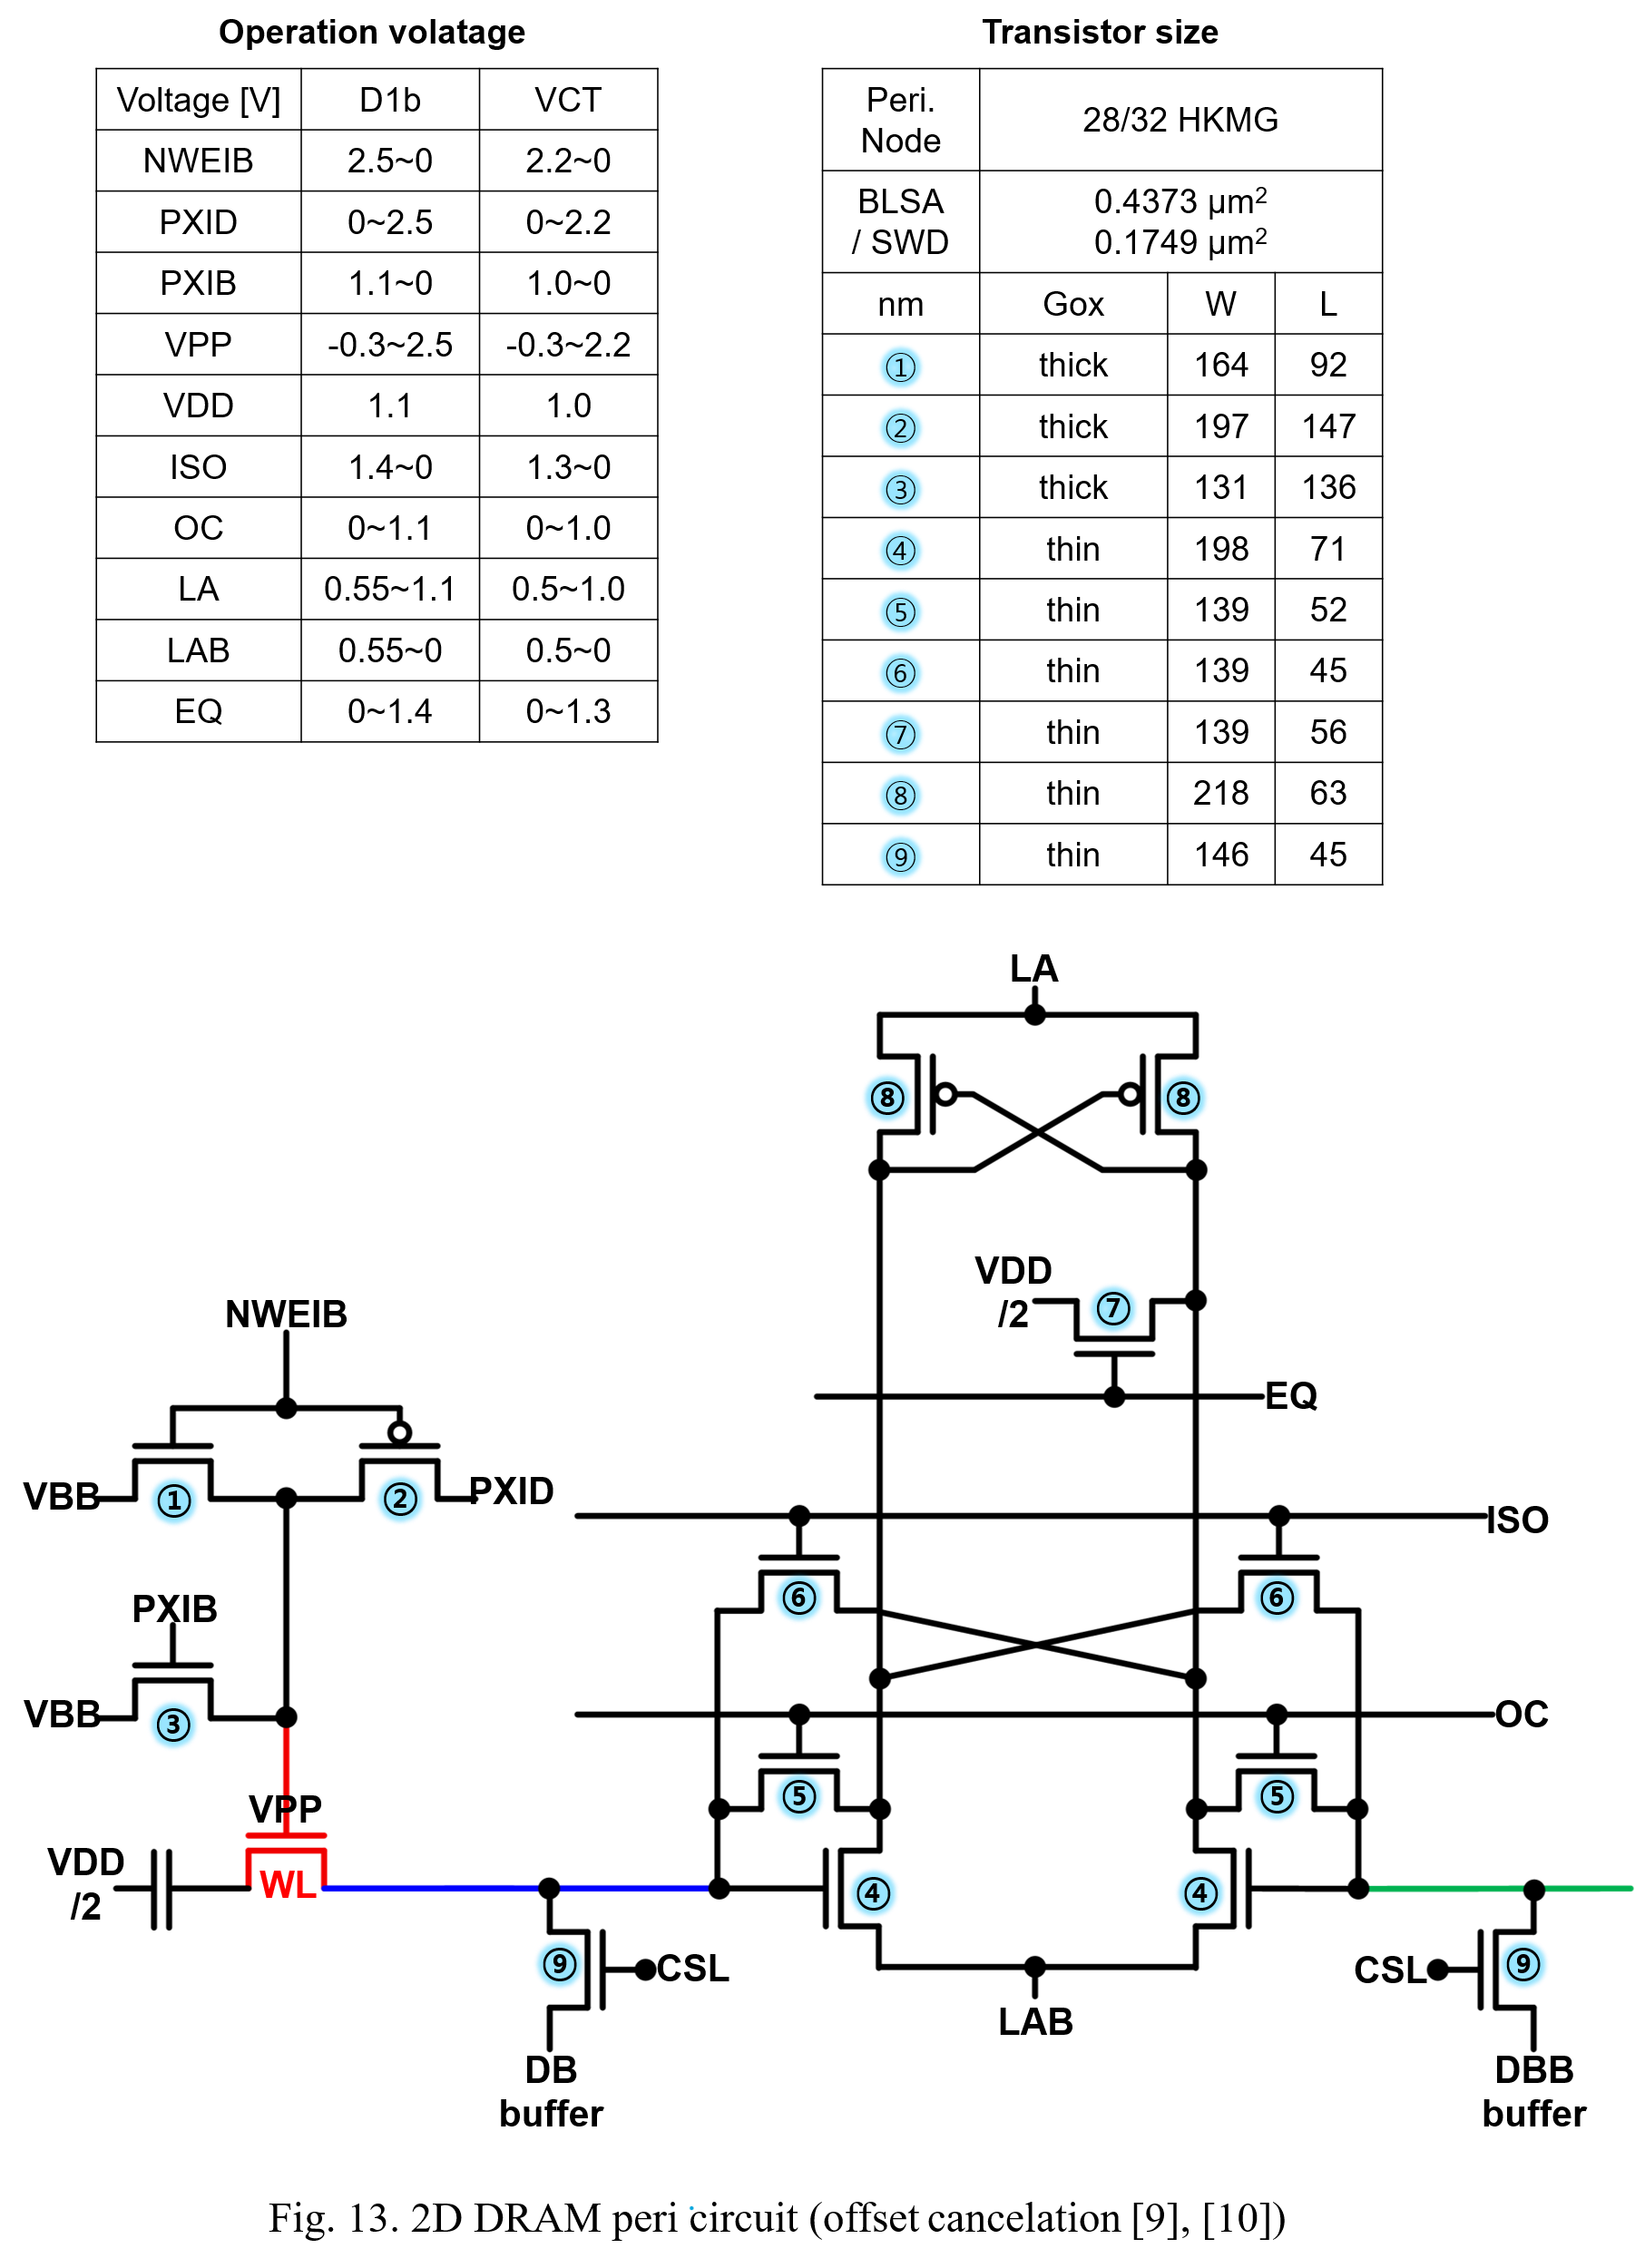 Operation volatage
Voltage [V] D1b VCT
NWEIB 2.5~0 2.2~0
PXID 0~2.5 0~2.2
PXIB 1.1~0 1.0~0
VPP -0.3~2.5 -0.3~2.2
VDD 1.1 1.0
ISO 1.4~0 1.3~0
OC 0~1.1 0~1.0
LA 0.55~1.1 0.5~1.0
LAB 0.55~0 0.5~0
EQ 0~1.4 0~1.3
Transistor size
Peri.
Node
28/32 HKMG
BLSA
/ SWD
0.4373 μm²
0.1749 μm²
nm Gox W L
① thick 164 92
② thick 197 147
③ thick 131 136
④ thin 198 71
⑤ thin 139 52
⑥ thin 139 45
⑦ thin 139 56
⑧ thin 218 63
⑨ thin 146 45
LA
⑧ ⑧
VDD
/2
⑦
EQ
NWEIB
VBB ① ② PXID
ISO
⑥ ⑥
PXIB
VBB ③
OC
⑤ ⑤
VPP
VDD
/2
WL
④ ④
⑨ CSL
CSL ⑨
LAB
DB
buffer
DBB
buffer
Fig. 13. 2D DRAM peri circuit (offset cancelation [9], [10])